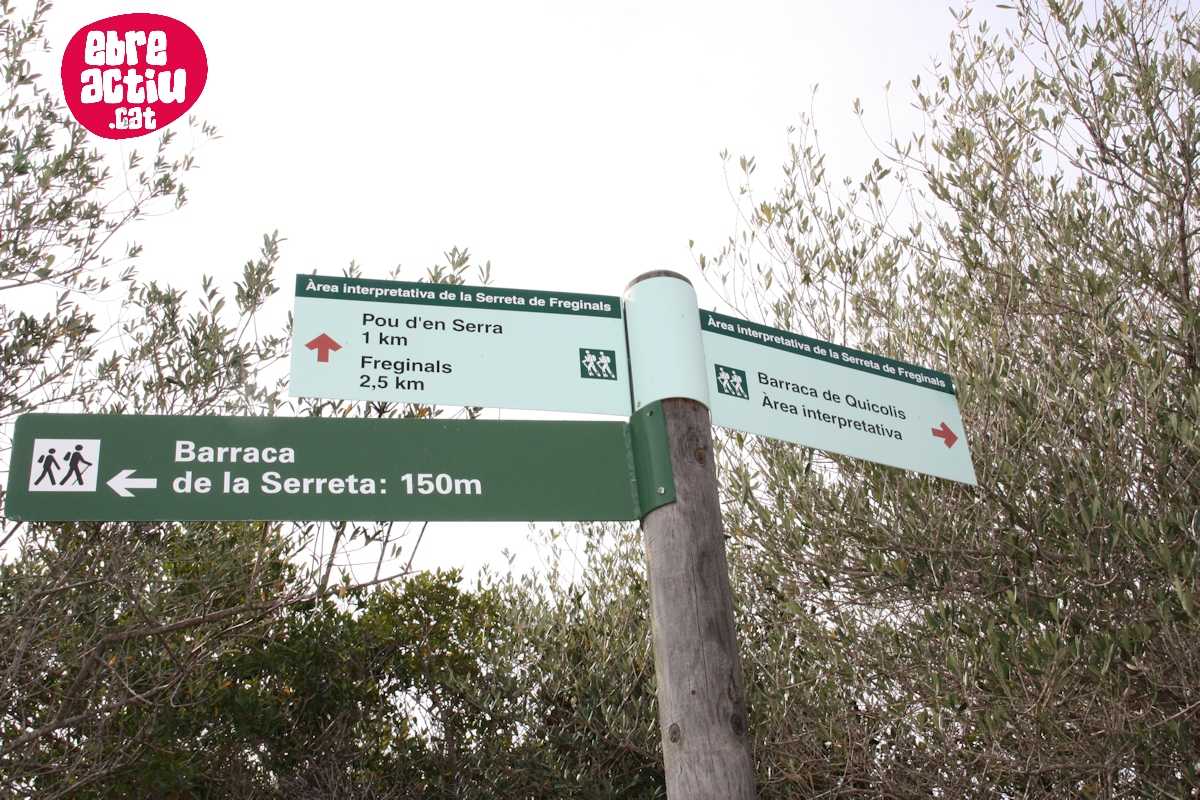 ebre
actiu
.cat
Àrea interpretativa de la Serreta de Freginals
Pou d'en Serra
1 km
Freginals
2,5 km
Àrea interpretativa de la Serreta de Freginals
Barraca de Quicolis
Àrea interpretativa
Barraca
de la Serreta: 150m